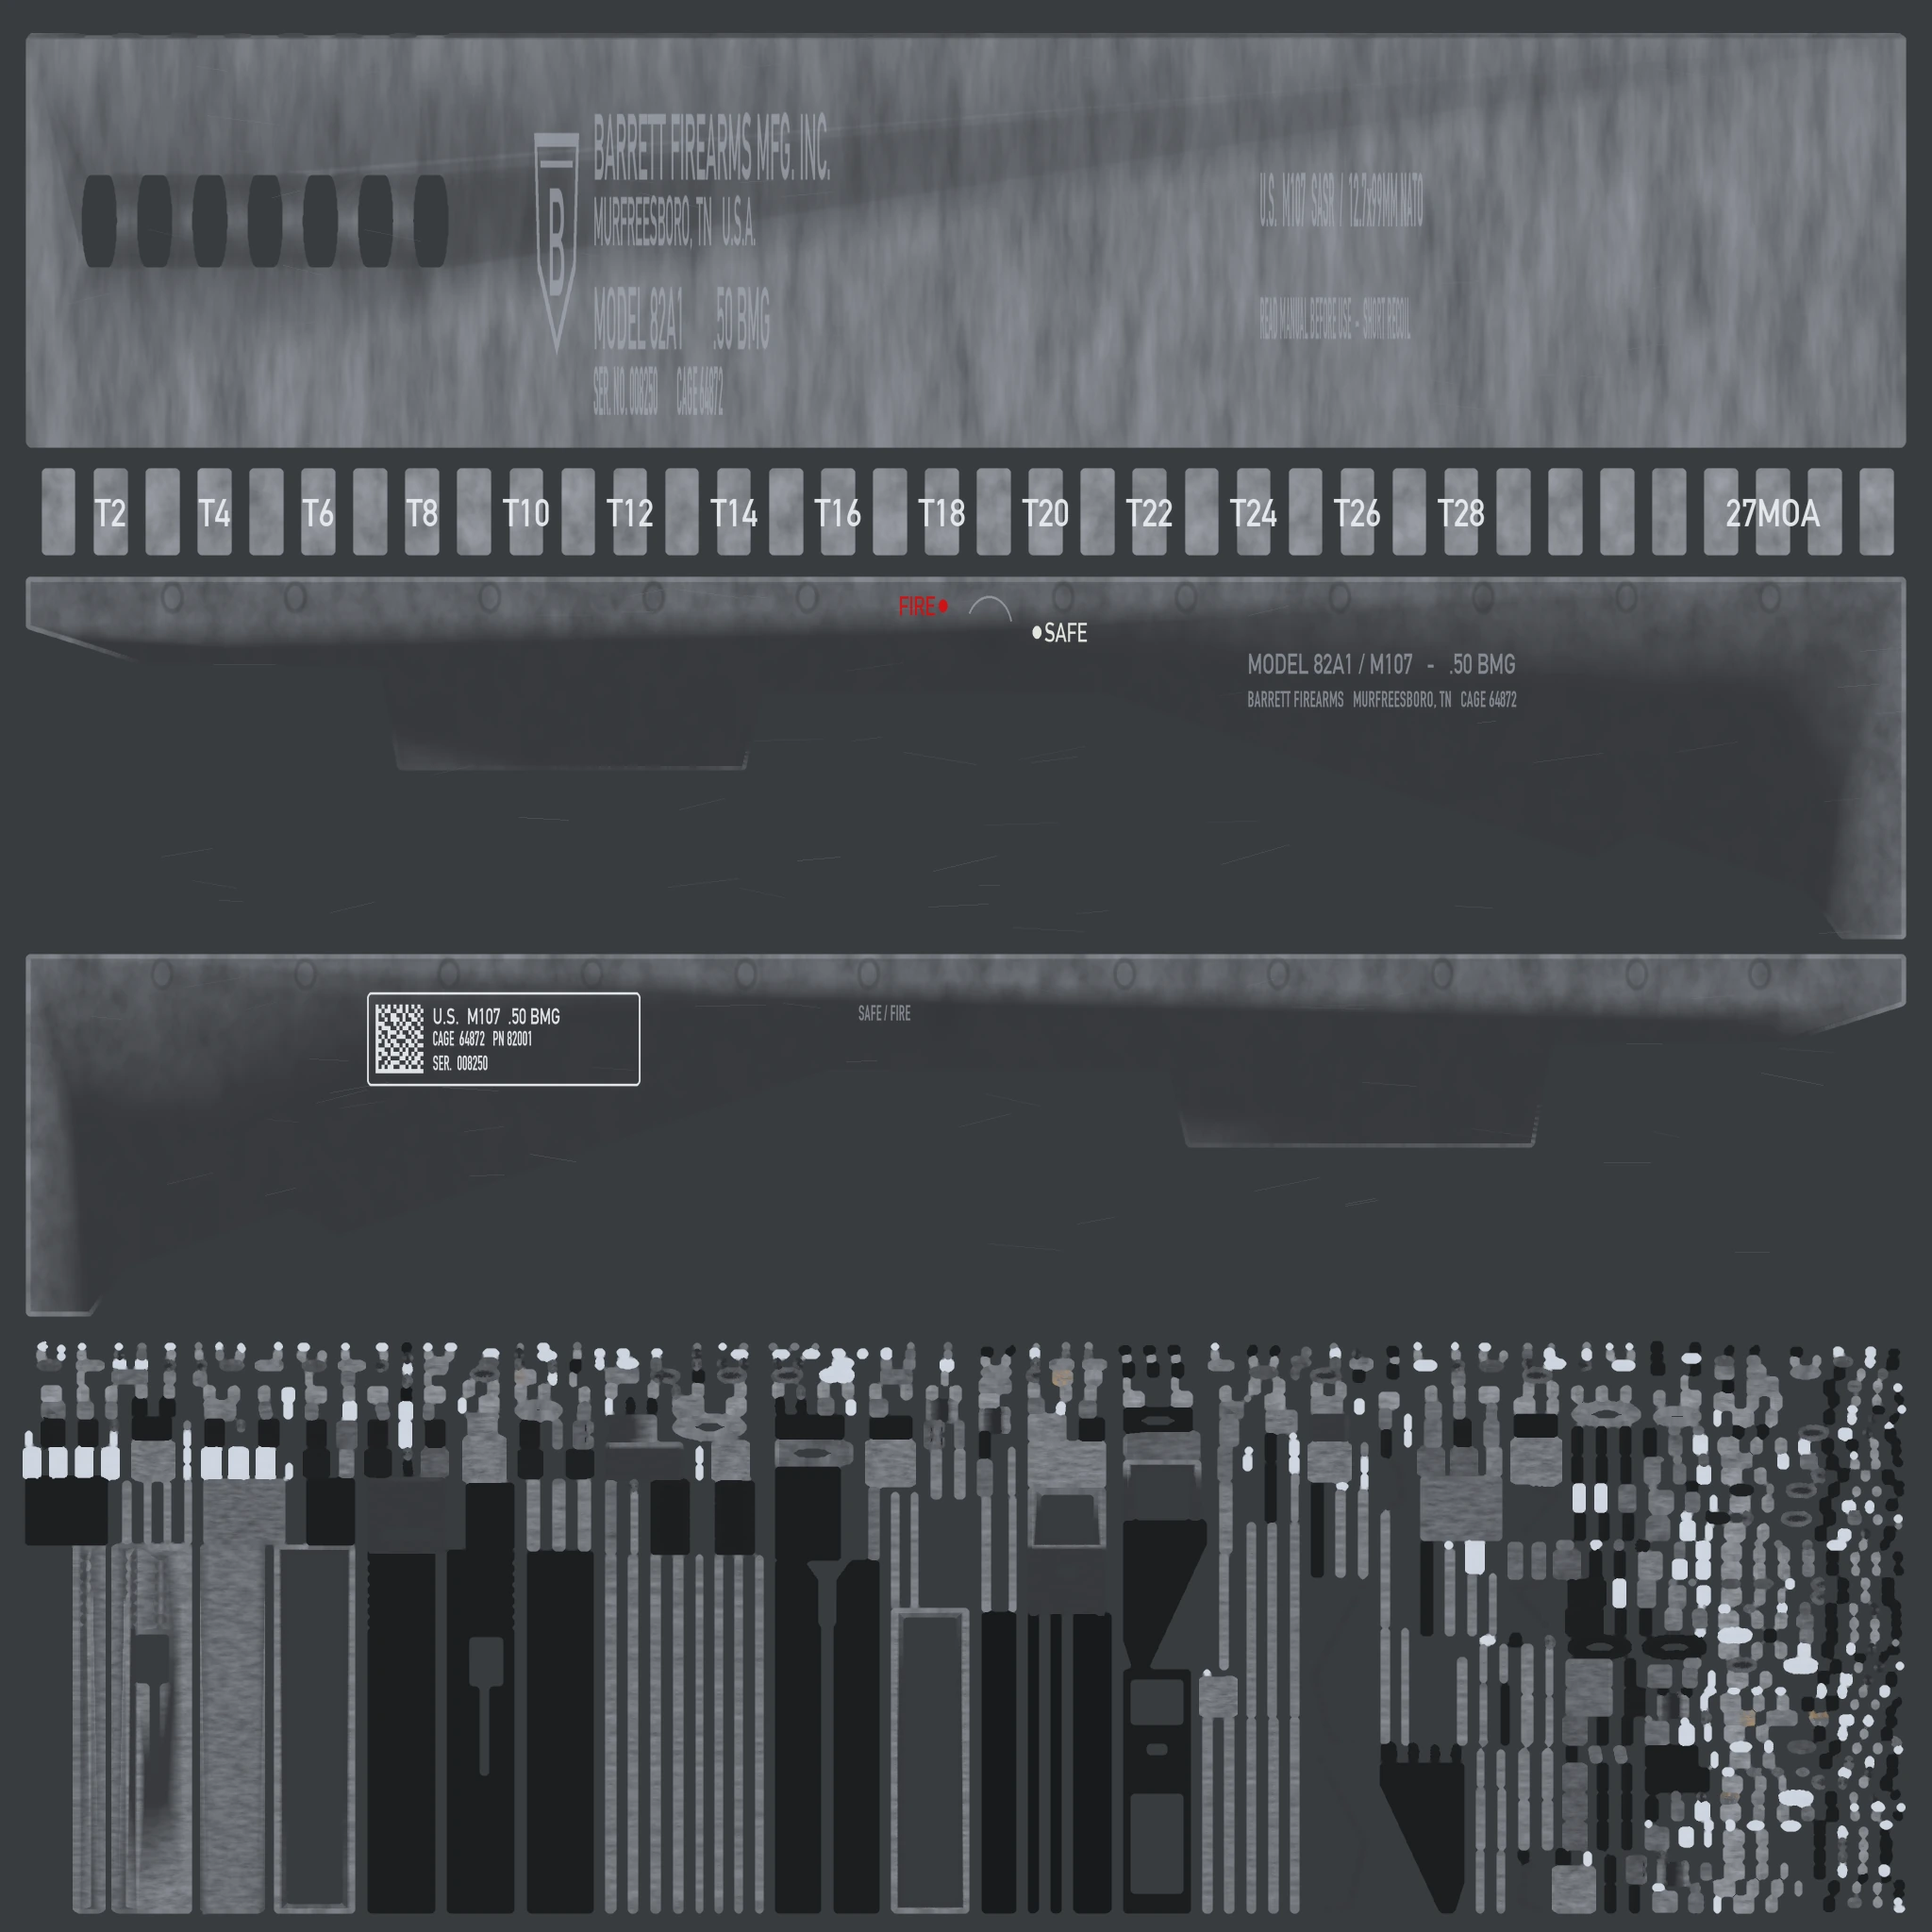 BARRETT FIREARMS MFG. INC.
MURFREESBORO, TN U.S.A.
B
MODEL 82A1 .50 BMG
SER. NO. 008250 CAGE 64872
U.S. M107 SASR / 12.7x99MM NATO
READ MANUAL BEFORE USE - SHORT RECOIL
T2 T4 T6 T8 T10 T12 T14 T16 T18 T20 T22 T24 T26 T28 27MOA
FIRE
SAFE
MODEL 82A1 / M107 - .50 BMG
BARRETT FIREARMS MURFREESBORO, TN CAGE 64872
U.S. M107 .50 BMG
CAGE 64872 PN 82001
SER. 008250
SAFE / FIRE